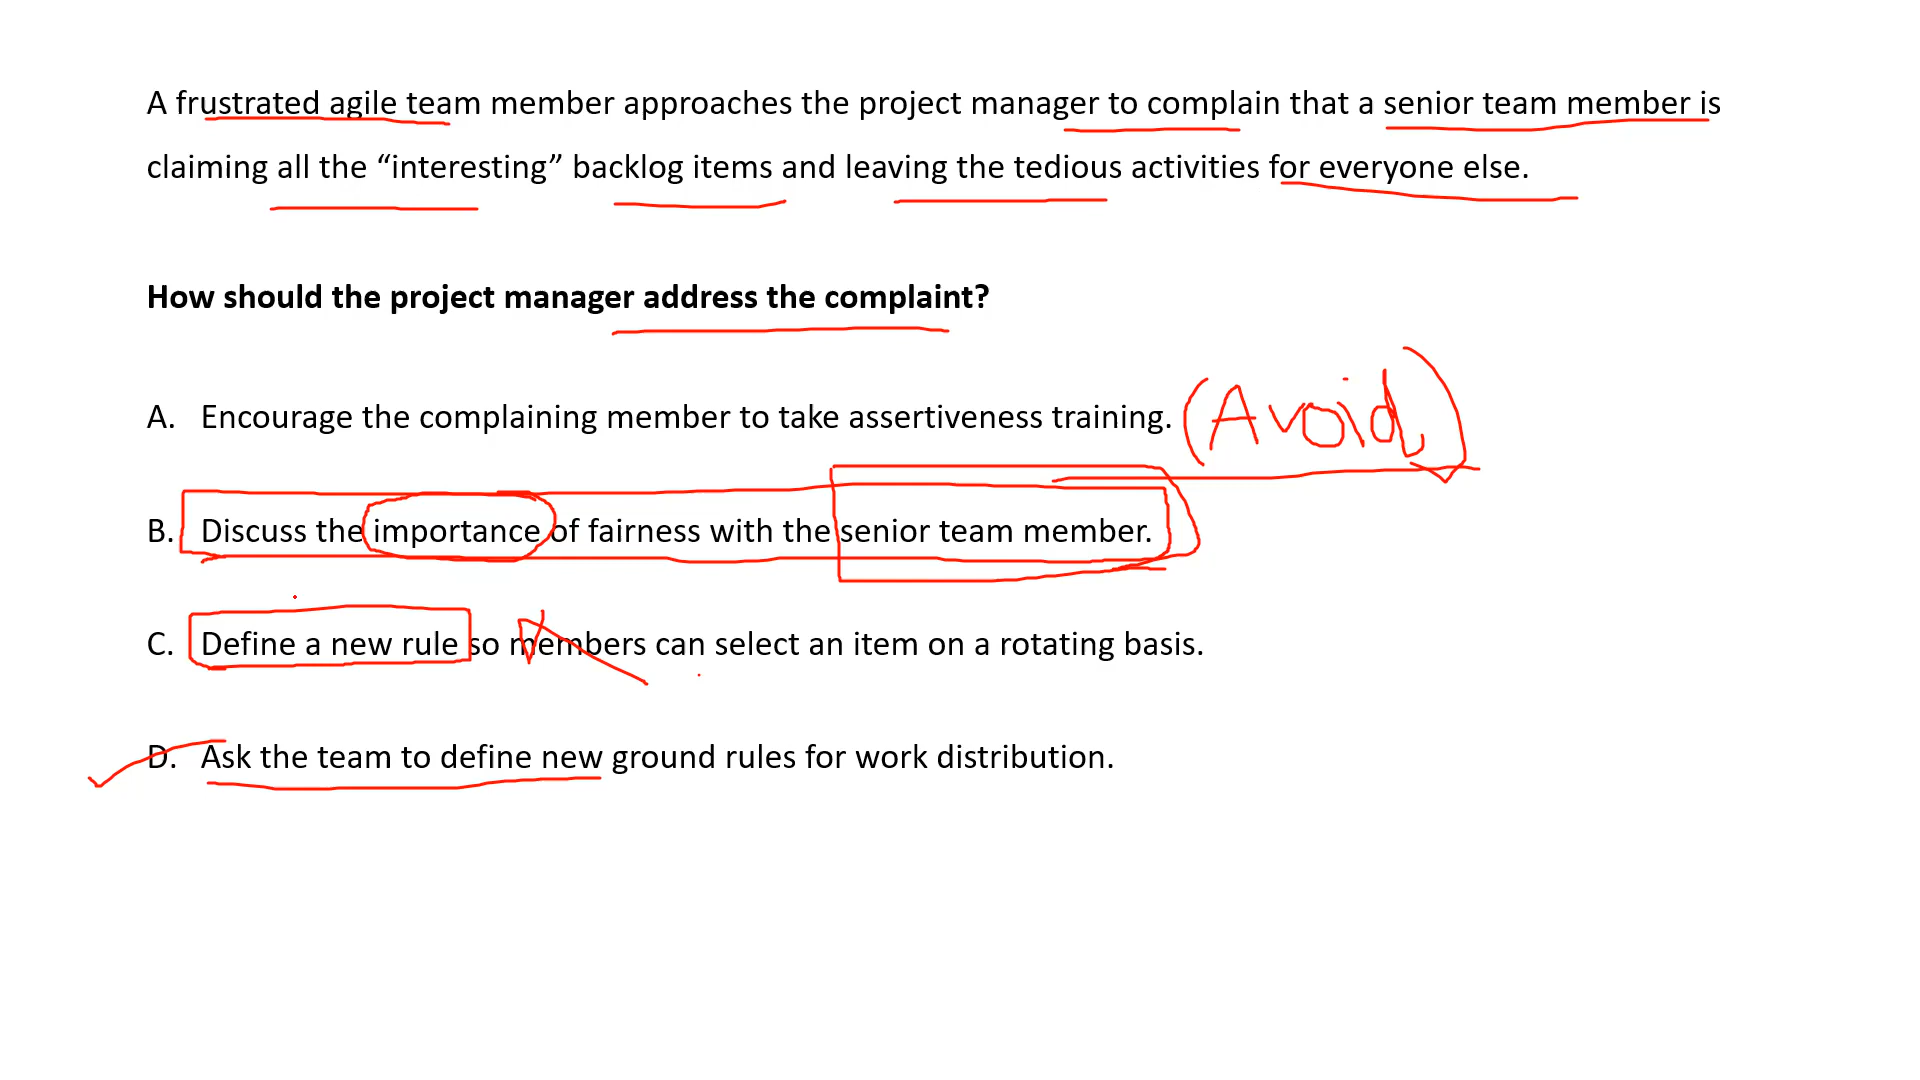 A frustrated agile team member approaches the project manager to complain that a senior team member is
claiming all the “interesting” backlog items and leaving the tedious activities for everyone else.
How should the project manager address the complaint?
A. Encourage the complaining member to take assertiveness training. (Avoid)
B. Discuss the importance of fairness with the senior team member.
C. Define a new rule so members can select an item on a rotating basis.
D. Ask the team to define new ground rules for work distribution.